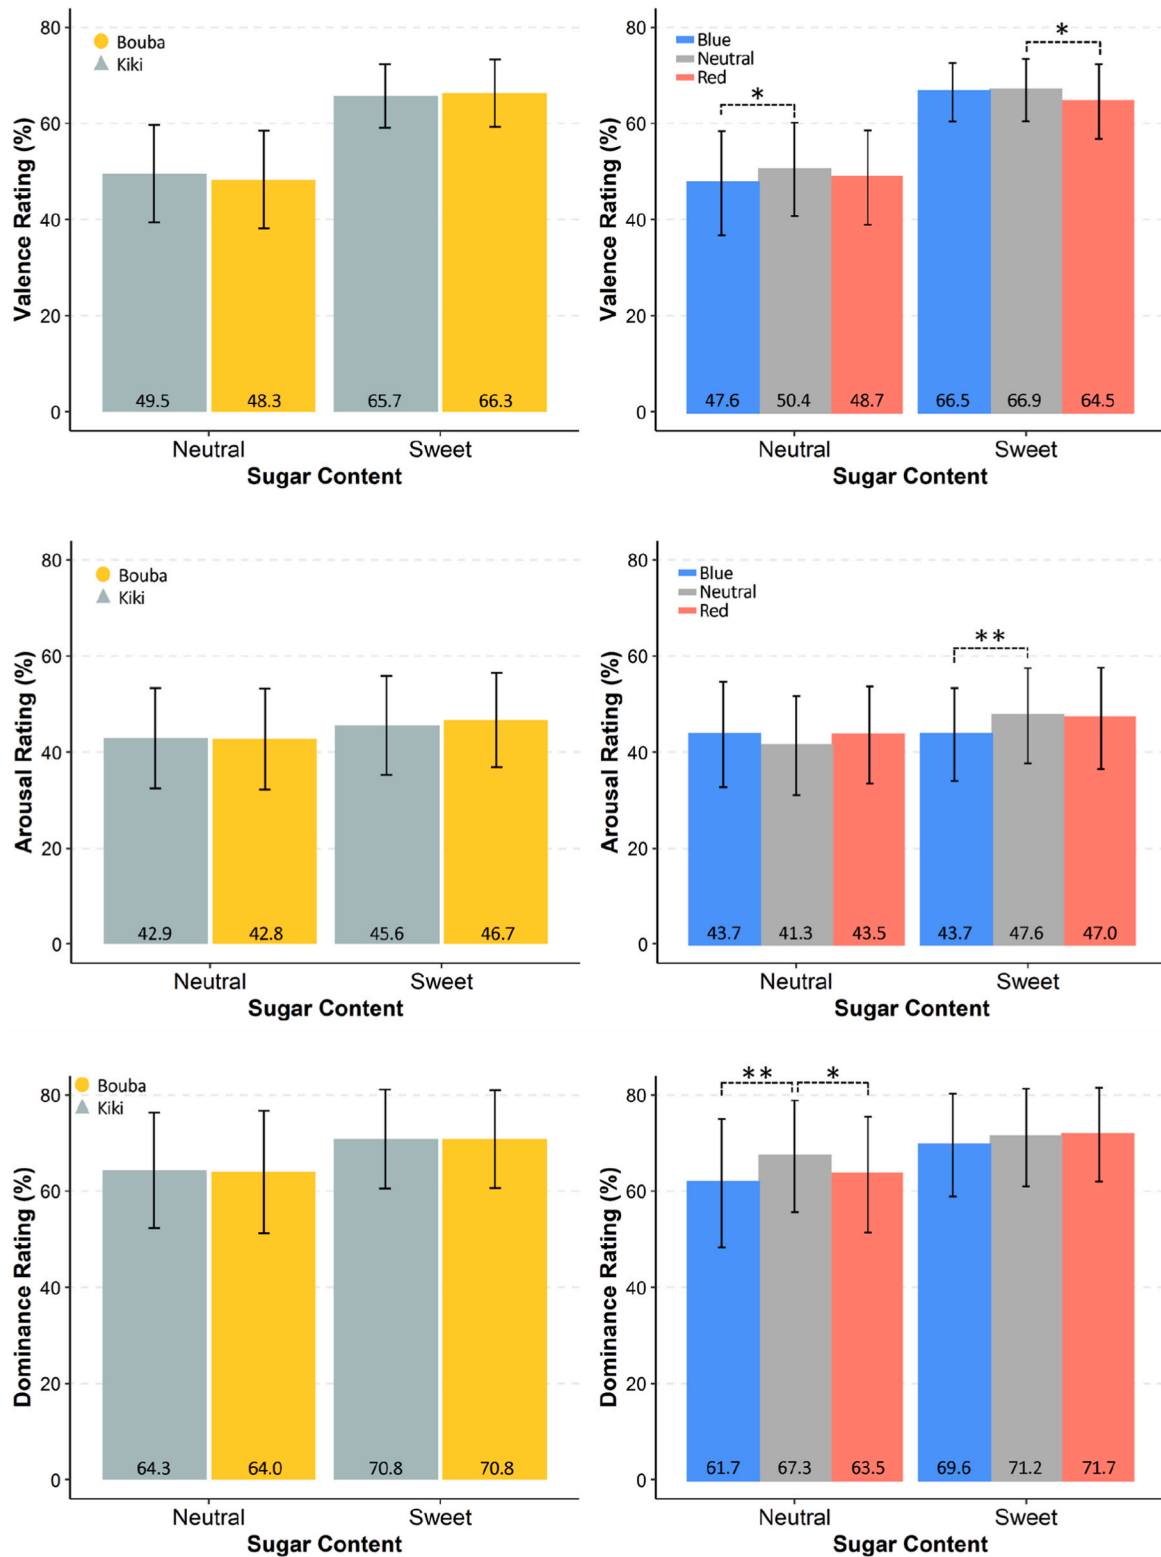 Valence Rating (%)
80
60
40
20
0
Bouba
Kiki
49.5 48.3 65.7 66.3
Neutral Sweet
Sugar Content
Valence Rating (%)
80
60
40
20
0
Blue
Neutral
Red
*
*
47.6 50.4 48.7 66.5 66.9 64.5
Neutral Sweet
Sugar Content
Arousal Rating (%)
80
60
40
20
0
Bouba
Kiki
42.9 42.8 45.6 46.7
Neutral Sweet
Sugar Content
Arousal Rating (%)
80
60
40
20
0
Blue
Neutral
Red
**
43.7 41.3 43.5 43.7 47.6 47.0
Neutral Sweet
Sugar Content
Dominance Rating (%)
80
60
40
20
0
Bouba
Kiki
64.3 64.0 70.8 70.8
Neutral Sweet
Sugar Content
Dominance Rating (%)
80
60
40
20
0
** *
61.7 67.3 63.5 69.6 71.2 71.7
Neutral Sweet
Sugar Content